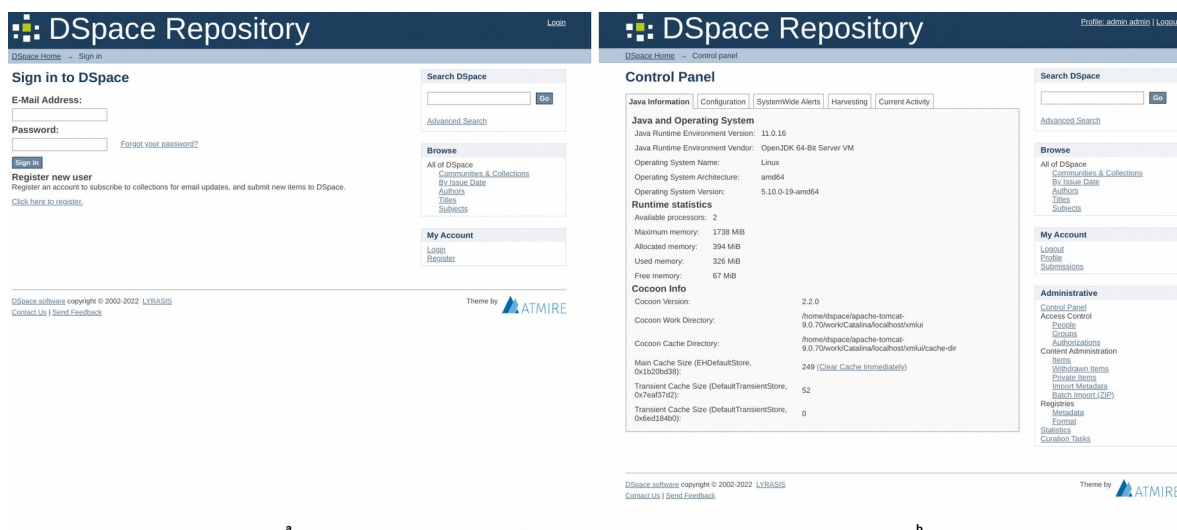 DSpace Repository
Login
DSpace Home → Sign in
Sign in to DSpace
E-Mail Address:
Password:
Forgot your password?
Sign in
Register new user
Register an account to subscribe to collections for email updates, and submit new items to DSpace.
Click here to register.
Search DSpace
Go
Advanced Search
Browse
All of DSpace
Communities & Collections
By Issue Date
Authors
Titles
Subjects
My Account
Login
Register
DSpace software copyright © 2002-2022 LYRASIS
Contact Us | Send Feedback
Theme by ATMIRE
a
DSpace Repository
Profile: admin admin | Logout
DSpace Home → Control panel
Control Panel
Java Information Configuration SystemWide Alerts Harvesting Current Activity
Java and Operating System
Java Runtime Environment Version: 11.0.16
Java Runtime Environment Vendor: OpenJDK 64-Bit Server VM
Operating System Name: Linux
Operating System Architecture: amd64
Operating System Version: 5.10.0-19-amd64
Runtime statistics
Available processors: 2
Maximum memory: 1738 MiB
Allocated memory: 394 MiB
Used memory: 326 MiB
Free memory: 67 MiB
Cocoon Info
Cocoon Version: 2.2.0
Cocoon Work Directory: /home/dspace/apache-tomcat-
9.0.70/work/Catalina/localhost/xmlui
Cocoon Cache Directory: /home/dspace/apache-tomcat-
9.0.70/work/Catalina/localhost/xmlui/cache-dir
Main Cache Size (EHDefaultStore,
0x1b20bd38): 249 (Clear Cache Immediately)
Transient Cache Size (DefaultTransientStore,
0x7eaf37d2): 52
Transient Cache Size (DefaultTransientStore,
0x6ed184b0): 0
Search DSpace
Go
Advanced Search
Browse
All of DSpace
Communities & Collections
By Issue Date
Authors
Titles
Subjects
My Account
Logout
Profile
Submissions
Administrative
Control Panel
Access Control
People
Groups
Authorizations
Content Administration
Items
Withdrawn Items
Private Items
Import Metadata
Batch Import (ZIP)
Registries
Metadata
Format
Statistics
Curation Tasks
DSpace software copyright © 2002-2022 LYRASIS
Contact Us | Send Feedback
Theme by ATMIRE
b